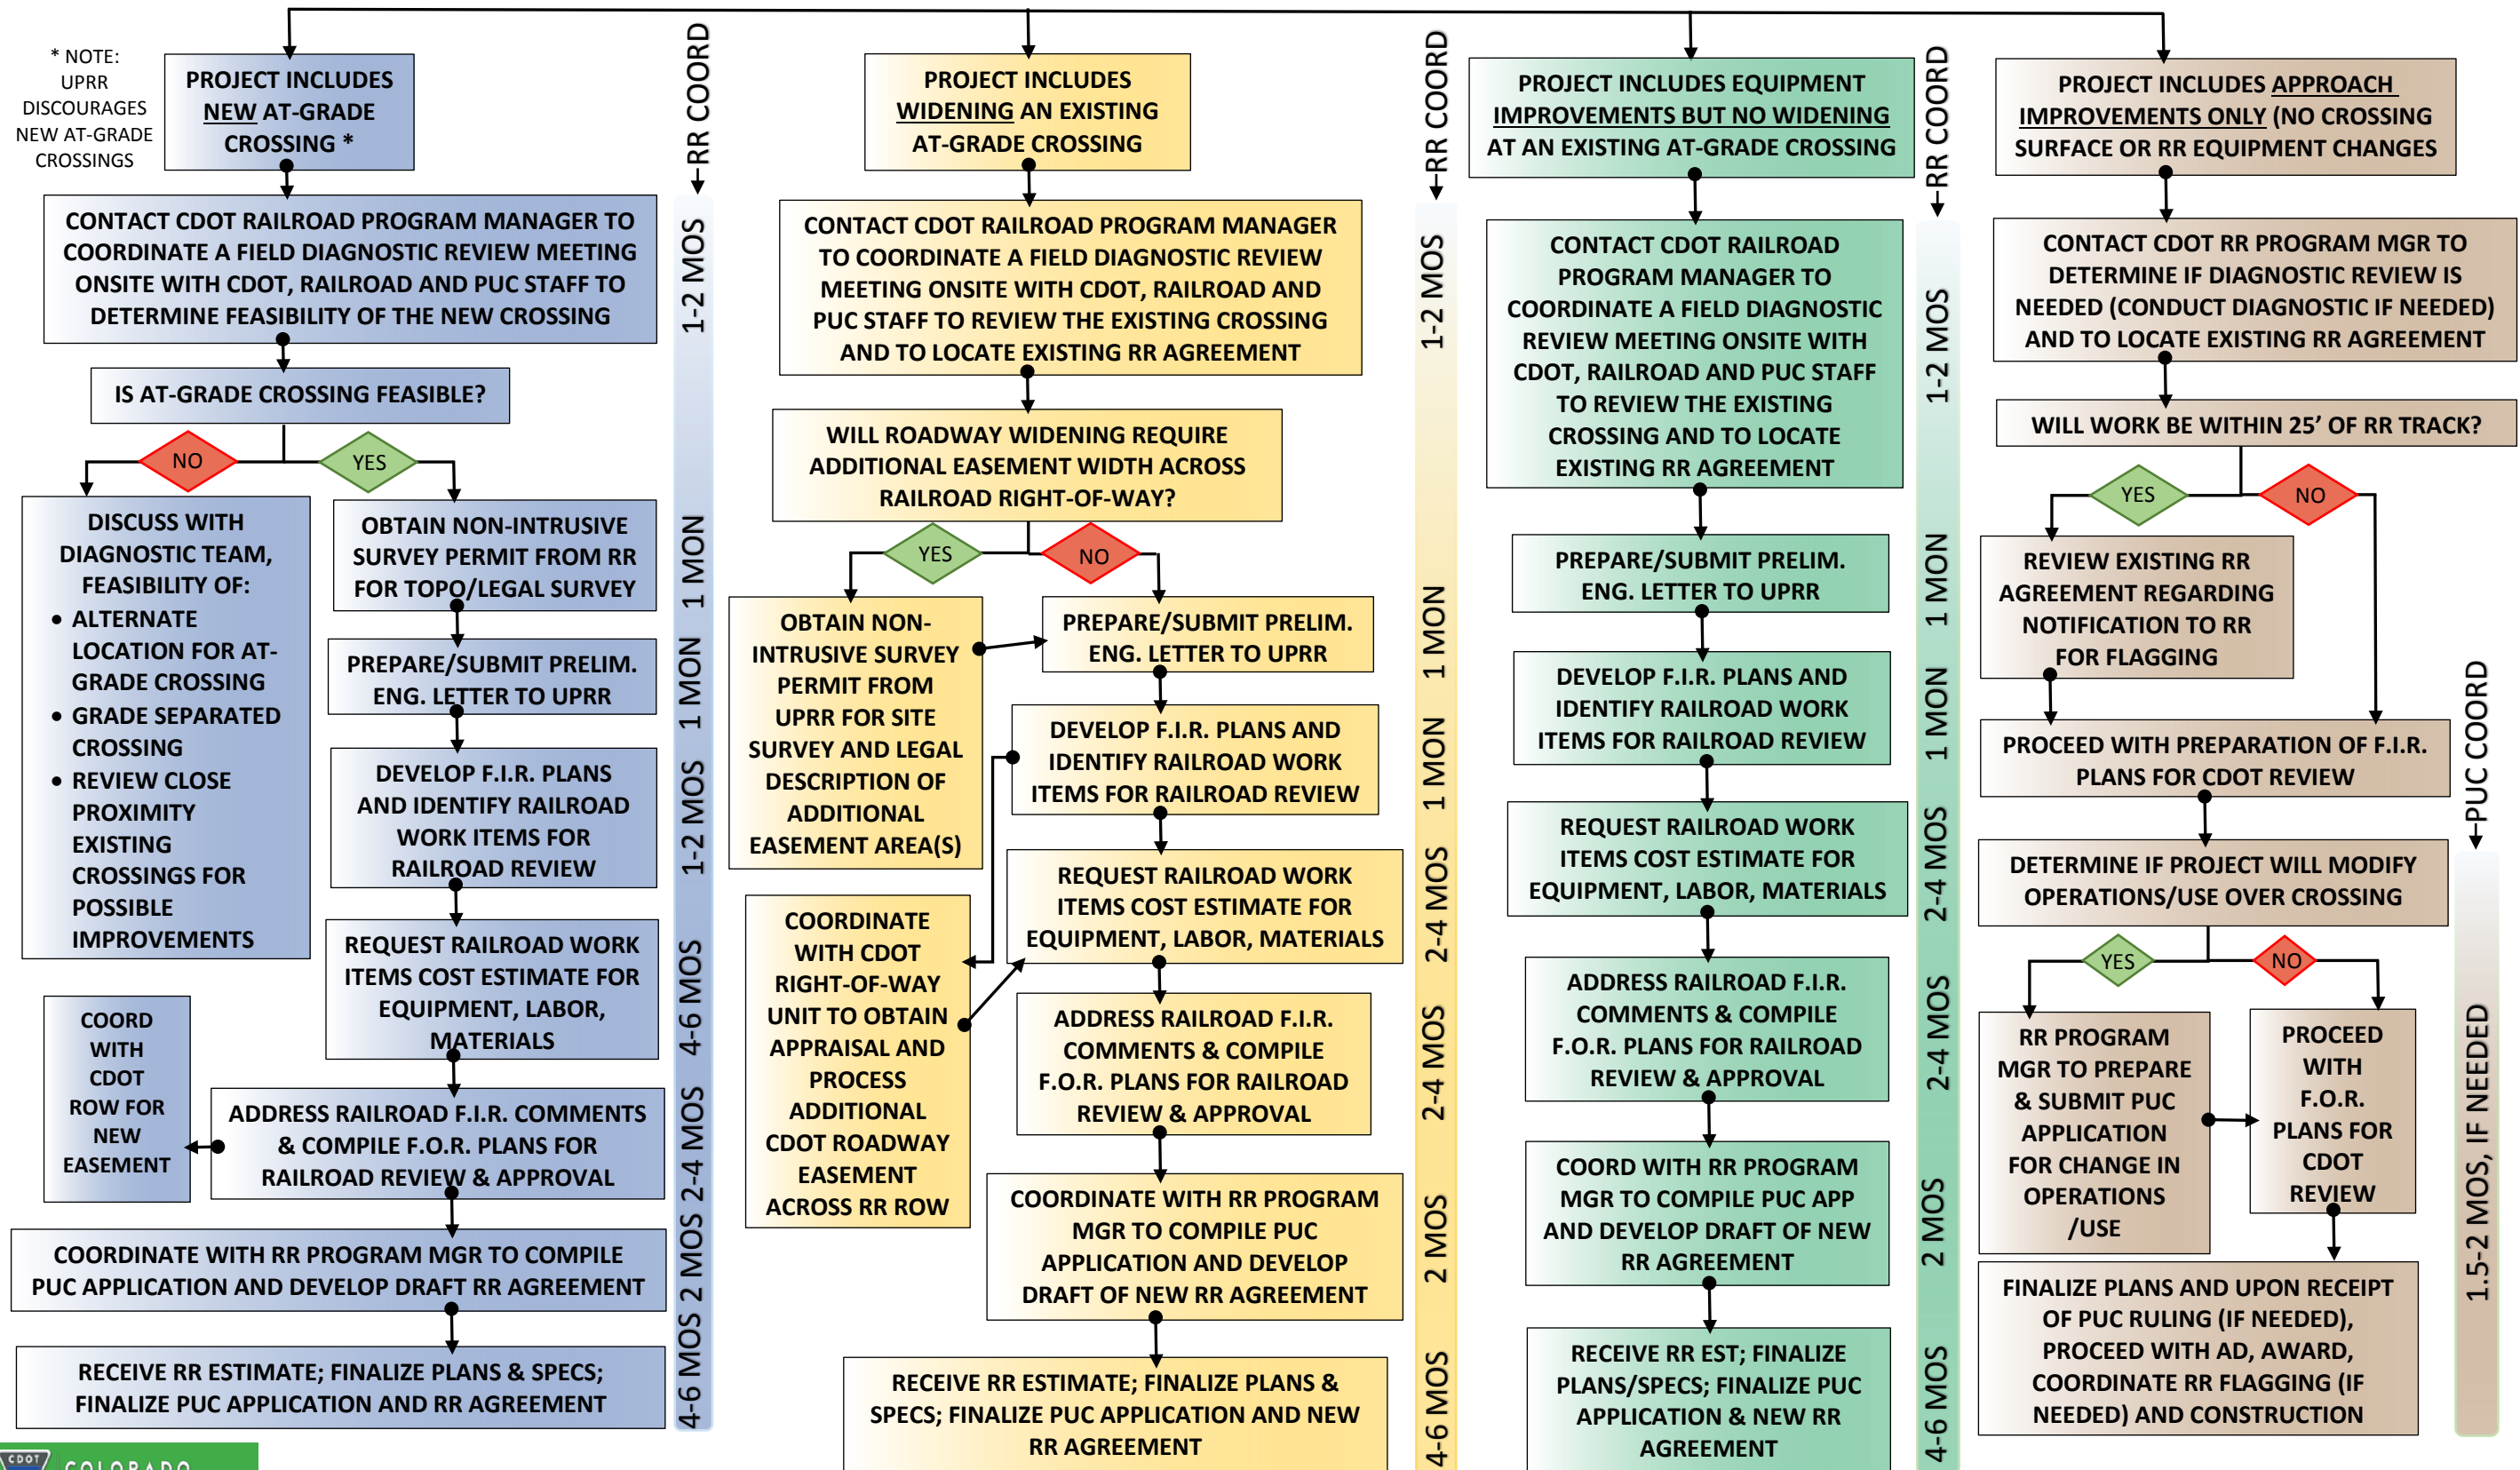 * NOTE:
UPRR
DISCOURAGES
NEW AT-GRADE
CROSSINGS
PROJECT INCLUDES
NEW AT-GRADE
CROSSING *
CONTACT CDOT RAILROAD PROGRAM MANAGER TO
COORDINATE A FIELD DIAGNOSTIC REVIEW MEETING
ONSITE WITH CDOT, RAILROAD AND PUC STAFF TO
DETERMINE FEASIBILITY OF THE NEW CROSSING
IS AT-GRADE CROSSING FEASIBLE?
NO
YES
DISCUSS WITH
DIAGNOSTIC TEAM,
FEASIBILITY OF:
• ALTERNATE
LOCATION FOR AT-
GRADE CROSSING
• GRADE SEPARATED
CROSSING
• REVIEW CLOSE
PROXIMITY
EXISTING
CROSSINGS FOR
POSSIBLE
IMPROVEMENTS
OBTAIN NON-INTRUSIVE
SURVEY PERMIT FROM RR
FOR TOPO/LEGAL SURVEY
PREPARE/SUBMIT PRELIM.
ENG. LETTER TO UPRR
DEVELOP F.I.R. PLANS
AND IDENTIFY RAILROAD
WORK ITEMS FOR
RAILROAD REVIEW
REQUEST RAILROAD WORK
ITEMS COST ESTIMATE FOR
EQUIPMENT, LABOR,
MATERIALS
COORD
WITH
CDOT
ROW FOR
NEW
EASEMENT
ADDRESS RAILROAD F.I.R. COMMENTS
& COMPILE F.O.R. PLANS FOR
RAILROAD REVIEW & APPROVAL
COORDINATE WITH RR PROGRAM MGR TO COMPILE
PUC APPLICATION AND DEVELOP DRAFT RR AGREEMENT
RECEIVE RR ESTIMATE; FINALIZE PLANS & SPECS;
FINALIZE PUC APPLICATION AND RR AGREEMENT
CDOT
COLORADO
RR COORD
1-2 MOS
1 MON
1 MON
1-2 MOS
4-6 MOS
2-4 MOS
2 MOS
4-6 MOS
PROJECT INCLUDES
WIDENING AN EXISTING
AT-GRADE CROSSING
CONTACT CDOT RAILROAD PROGRAM MANAGER
TO COORDINATE A FIELD DIAGNOSTIC REVIEW
MEETING ONSITE WITH CDOT, RAILROAD AND
PUC STAFF TO REVIEW THE EXISTING CROSSING
AND TO LOCATE EXISTING RR AGREEMENT
WILL ROADWAY WIDENING REQUIRE
ADDITIONAL EASEMENT WIDTH ACROSS
RAILROAD RIGHT-OF-WAY?
YES
NO
OBTAIN NON-
INTRUSIVE SURVEY
PERMIT FROM
UPRR FOR SITE
SURVEY AND LEGAL
DESCRIPTION OF
ADDITIONAL
EASEMENT AREA(S)
PREPARE/SUBMIT PRELIM.
ENG. LETTER TO UPRR
DEVELOP F.I.R. PLANS AND
IDENTIFY RAILROAD WORK
ITEMS FOR RAILROAD REVIEW
COORDINATE
WITH CDOT
RIGHT-OF-WAY
UNIT TO OBTAIN
APPRAISAL AND
PROCESS
ADDITIONAL
CDOT ROADWAY
EASEMENT
ACROSS RR ROW
REQUEST RAILROAD WORK
ITEMS COST ESTIMATE FOR
EQUIPMENT, LABOR, MATERIALS
ADDRESS RAILROAD F.I.R.
COMMENTS & COMPILE
F.O.R. PLANS FOR RAILROAD
REVIEW & APPROVAL
COORDINATE WITH RR PROGRAM
MGR TO COMPILE PUC
APPLICATION AND DEVELOP
DRAFT OF NEW RR AGREEMENT
RECEIVE RR ESTIMATE; FINALIZE PLANS &
SPECS; FINALIZE PUC APPLICATION AND NEW
RR AGREEMENT
RR COORD
1-2 MOS
1 MON
1 MON
2-4 MOS
2-4 MOS
2 MOS
4-6 MOS
PROJECT INCLUDES EQUIPMENT
IMPROVEMENTS BUT NO WIDENING
AT AN EXISTING AT-GRADE CROSSING
CONTACT CDOT RAILROAD
PROGRAM MANAGER TO
COORDINATE A FIELD DIAGNOSTIC
REVIEW MEETING ONSITE WITH
CDOT, RAILROAD AND PUC STAFF
TO REVIEW THE EXISTING
CROSSING AND TO LOCATE
EXISTING RR AGREEMENT
PREPARE/SUBMIT PRELIM.
ENG. LETTER TO UPRR
DEVELOP F.I.R. PLANS AND
IDENTIFY RAILROAD WORK
ITEMS FOR RAILROAD REVIEW
REQUEST RAILROAD WORK
ITEMS COST ESTIMATE FOR
EQUIPMENT, LABOR, MATERIALS
ADDRESS RAILROAD F.I.R.
COMMENTS & COMPILE
F.O.R. PLANS FOR RAILROAD
REVIEW & APPROVAL
COORD WITH RR PROGRAM
MGR TO COMPILE PUC APP
AND DEVELOP DRAFT OF NEW
RR AGREEMENT
RECEIVE RR EST; FINALIZE
PLANS/SPECS; FINALIZE PUC
APPLICATION & NEW RR
AGREEMENT
RR COORD
1-2 MOS
1 MON
1 MON
2-4 MOS
2-4 MOS
2 MOS
4-6 MOS
PROJECT INCLUDES APPROACH
IMPROVEMENTS ONLY (NO CROSSING
SURFACE OR RR EQUIPMENT CHANGES
CONTACT CDOT RR PROGRAM MGR TO
DETERMINE IF DIAGNOSTIC REVIEW IS
NEEDED (CONDUCT DIAGNOSTIC IF NEEDED)
AND TO LOCATE EXISTING RR AGREEMENT
WILL WORK BE WITHIN 25’ OF RR TRACK?
YES
NO
REVIEW EXISTING RR
AGREEMENT REGARDING
NOTIFICATION TO RR
FOR FLAGGING
PROCEED WITH PREPARATION OF F.I.R.
PLANS FOR CDOT REVIEW
DETERMINE IF PROJECT WILL MODIFY
OPERATIONS/USE OVER CROSSING
YES
NO
RR PROGRAM
MGR TO PREPARE
& SUBMIT PUC
APPLICATION
FOR CHANGE IN
OPERATIONS
/USE
PROCEED
WITH
F.O.R.
PLANS FOR
CDOT
REVIEW
FINALIZE PLANS AND UPON RECEIPT
OF PUC RULING (IF NEEDED),
PROCEED WITH AD, AWARD,
COORDINATE RR FLAGGING (IF
NEEDED) AND CONSTRUCTION
PUC COORD
1.5-2 MOS, IF NEEDED